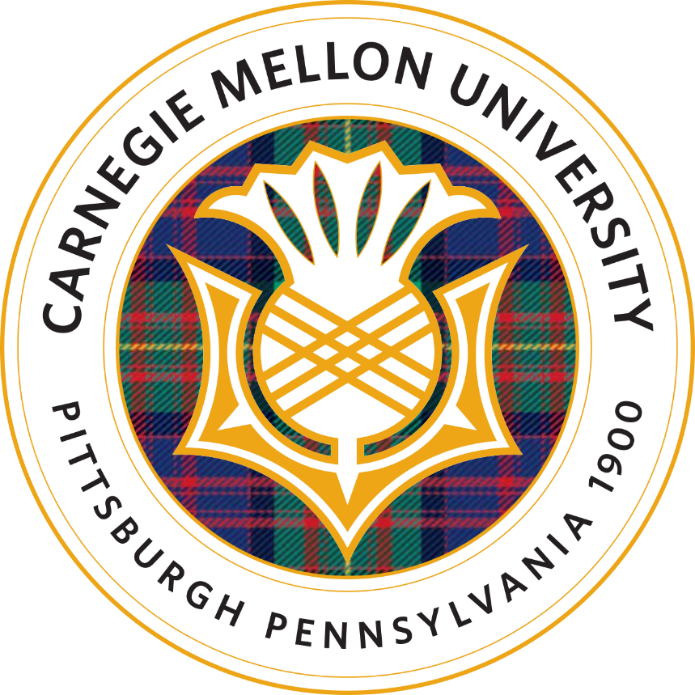 CARNEGIE MELLON UNIVERSITY
PITTSBURGH PENNSYLVANIA 1900